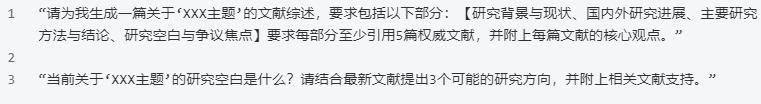 1 “请为我生成一篇关于‘XXX主题’的文献综述，要求包括以下部分：【研究背景与现状、国内外研究进展、主要研究
方法与结论、研究空白与争议焦点】要求每部分至少引用5篇权威文献，并附上每篇文献的核心观点。”
2
3 “当前关于‘XXX主题’的研究空白是什么？请结合最新文献提出3个可能的研究方向，并附上相关文献支持。”